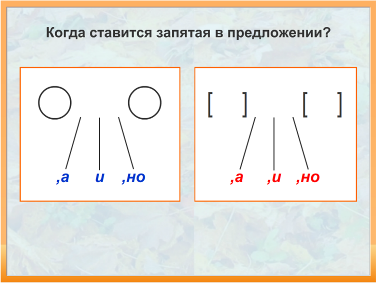 Когда ставится запятая в предложении?
[ ] [ ]
,а и ,но
,а ,и ,но